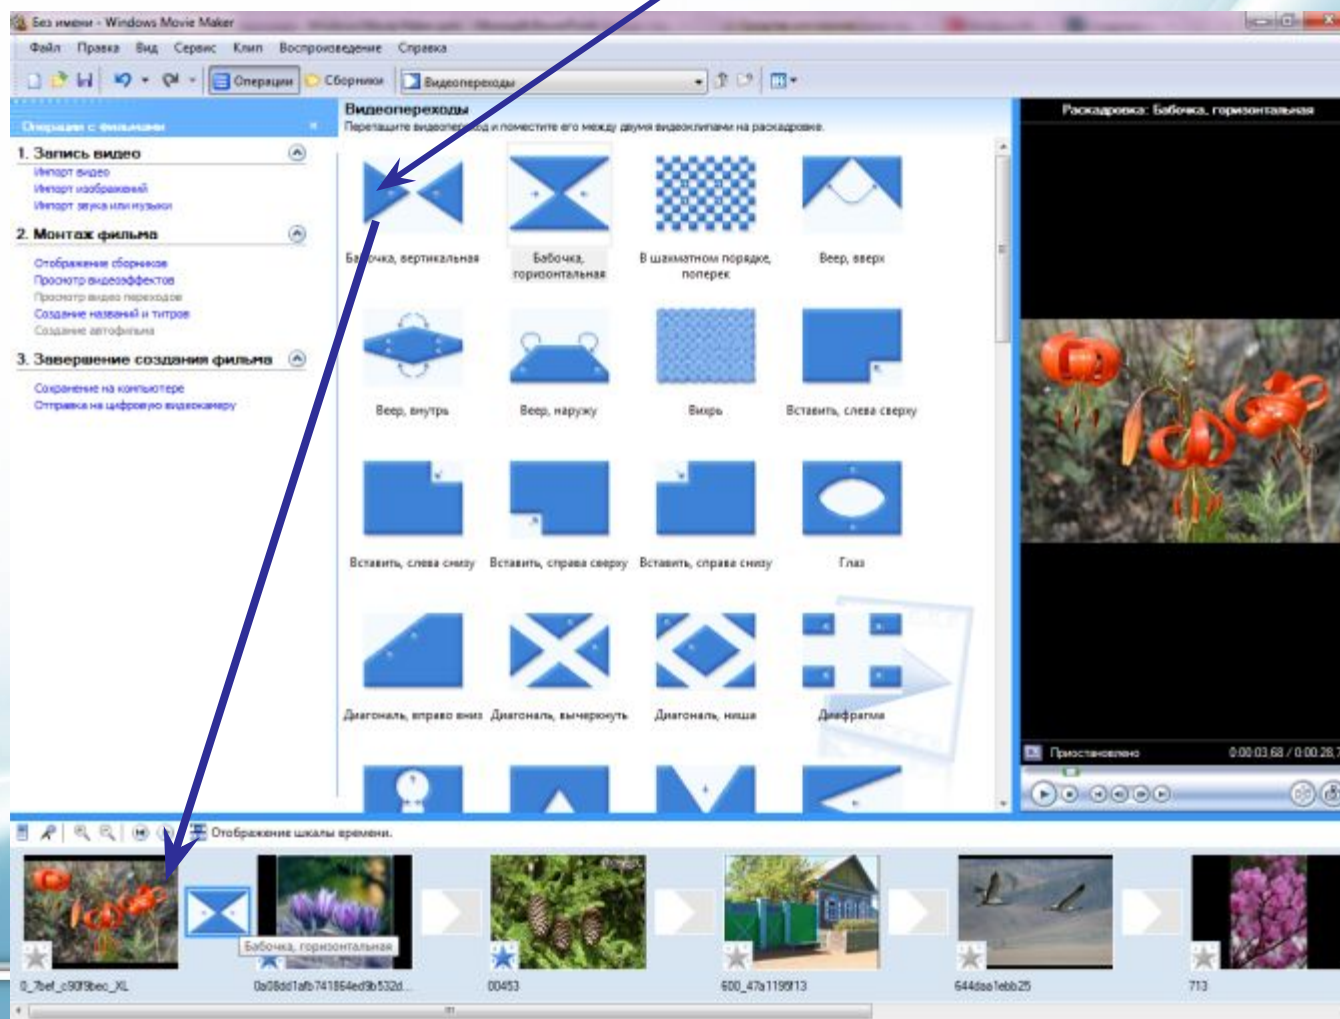 Без имени - Windows Movie Maker
Файл Правка Вид Сервис Клип Воспроизведение Справка
Операции Сборники Видеопереходы
Операции с фильмами
1. Запись видео
Импорт видео
Импорт изображений
Импорт звука или музыки
2. Монтаж фильма
Отображение сборников
Просмотр видеоэффектов
Просмотр видео переходов
Создание названий и титров
Создание автофильма
3. Завершение создания фильма
Сохранение на компьютере
Отправка на цифровую видеокамеру
Видеопереходы
Перетащите видеопереход и поместите его между двумя видеоклипами на раскадровке.
Бабочка, вертикальная
Бабочка,
горизонтальная
В шахматном порядке,
поперек
Веер, вверх
Веер, внутрь
Веер, наружу
Вихрь
Вставить, слева сверху
Вставить, слева снизу
Вставить, справа сверху
Вставить, справа снизу
Глаз
Диагональ, вправо вниз
Диагональ, вычеркнуть
Диагональ, ниша
Диафрагма
Раскадровка: Бабочка, горизонтальная
Приостановлено
0:00:03,68 / 0:00:28,7
Отображение шкалы времени.
Бабочка, горизонтальная
0_7bef_c90f9bec_XL
0a08dd1afb741864ed9b532d...
00453
600_47a1195f13
644daa1ebb25
713